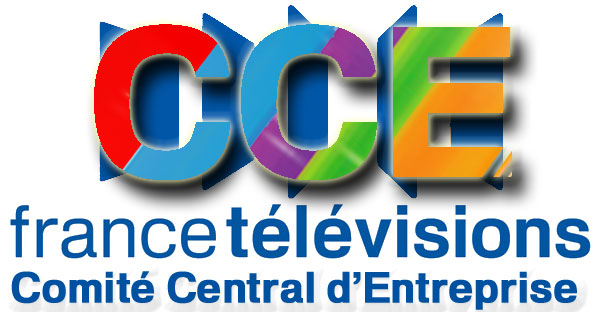 CCE
francetélévisions
Comité Central d'Entreprise